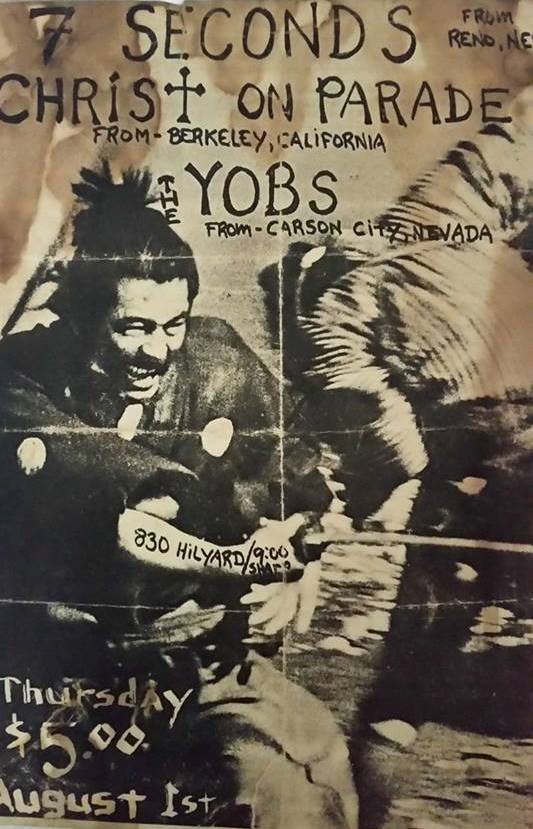 7 SECONDS
FROM
RENO, NE
CHRIST ON PARADE
FROM-BERKELEY, CALIFORNIA
THE YOBS
FROM-CARSON CITY, NEVADA
830 HILYARD/9:00
SHARP
Thursday
$5.00
August 1st